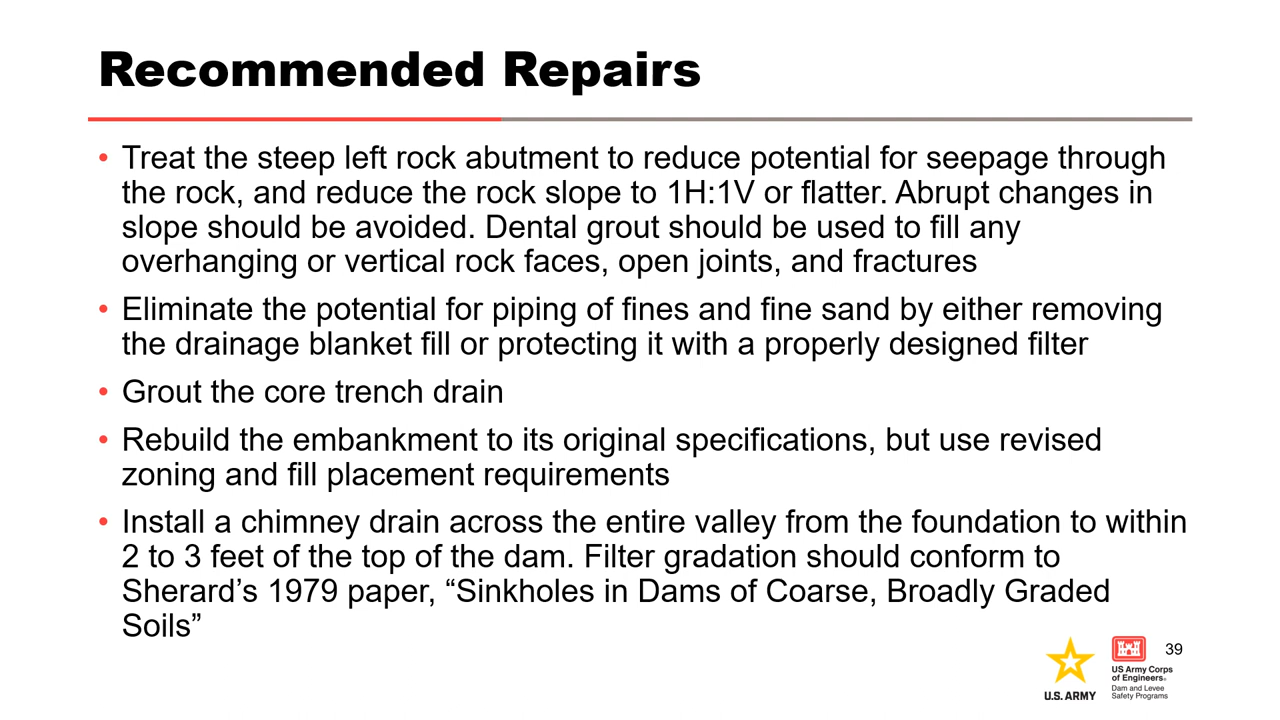 Recommended Repairs
• Treat the steep left rock abutment to reduce potential for seepage through
the rock, and reduce the rock slope to 1H:1V or flatter. Abrupt changes in
slope should be avoided. Dental grout should be used to fill any
overhanging or vertical rock faces, open joints, and fractures
• Eliminate the potential for piping of fines and fine sand by either removing
the drainage blanket fill or protecting it with a properly designed filter
• Grout the core trench drain
• Rebuild the embankment to its original specifications, but use revised
zoning and fill placement requirements
• Install a chimney drain across the entire valley from the foundation to within
2 to 3 feet of the top of the dam. Filter gradation should conform to
Sherard’s 1979 paper, “Sinkholes in Dams of Coarse, Broadly Graded
Soils”
U.S. ARMY
US Army Corps
of Engineers®
Dam and Levee
Safety Programs
39